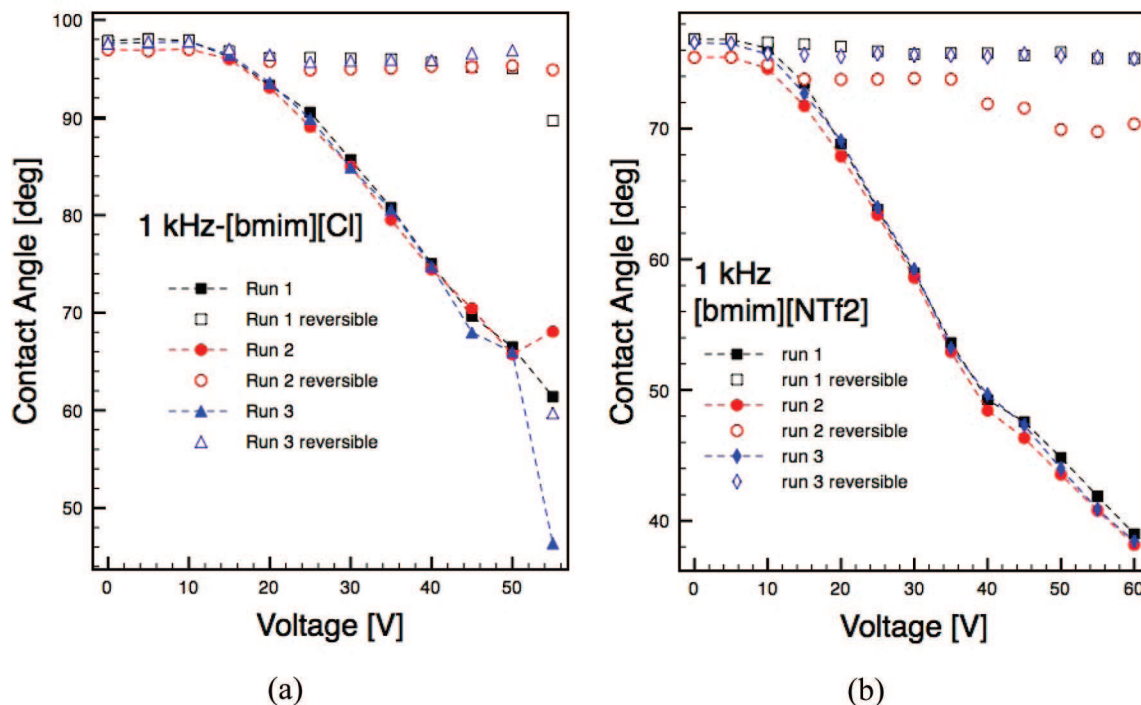 100
90
80
70
60
50
Contact Angle [deg]
1 kHz-[bmim][Cl]
Run 1
Run 1 reversible
Run 2
Run 2 reversible
Run 3
Run 3 reversible
0 10 20 30 40 50
Voltage [V]
(a)
70
60
50
40
Contact Angle [deg]
1 kHz
[bmim][NTf2]
run 1
run 1 reversible
run 2
run 2 reversible
run 3
run 3 reversible
0 10 20 30 40 50 60
Voltage [V]
(b)